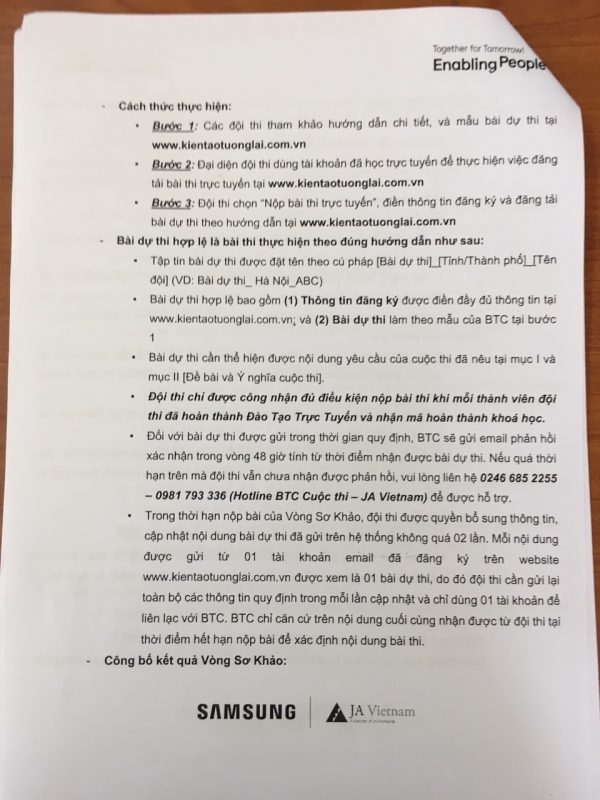 Together for Tomorrow!
Enabling People
- Cách thức thực hiện:
• Bước 1: Các đội thi tham khảo hướng dẫn chi tiết, và mẫu bài dự thi tại
www.kientaotuonglai.com.vn
• Bước 2: Đại diện đội thi dùng tài khoản đã học trực tuyến để thực hiện việc đăng
tải bài thi trực tuyến tại www.kientaotuonglai.com.vn
• Bước 3: Đội thi chọn “Nộp bài thi trực tuyến”, điền thông tin đăng ký và đăng tải
bài dự thi theo hướng dẫn tại www.kientaotuonglai.com.vn
- Bài dự thi hợp lệ là bài thi thực hiện theo đúng hướng dẫn như sau:
• Tập tin bài dự thi được đặt tên theo cú pháp [Bài dự thi]_[Tỉnh/Thành phố]_[Tên
đội] (VD: Bài dự thi_ Hà Nội_ABC)
• Bài dự thi hợp lệ bao gồm (1) Thông tin đăng ký được điền đầy đủ thông tin tại
www.kientaotuonglai.com.vn; và (2) Bài dự thi làm theo mẫu của BTC tại bước
1
• Bài dự thi cần thể hiện được nội dung yêu cầu của cuộc thi đã nêu tại mục I và
mục II [Đề bài và Ý nghĩa cuộc thi].
• Đội thi chỉ được công nhận đủ điều kiện nộp bài thi khi mỗi thành viên đội
thi đã hoàn thành Đào Tạo Trực Tuyến và nhận mã hoàn thành khoá học.
• Đối với bài dự thi được gửi trong thời gian quy định, BTC sẽ gửi email phản hồi
xác nhận trong vòng 48 giờ tính từ thời điểm nhận được bài dự thi. Nếu quá thời
hạn trên mà đội thi vẫn chưa nhận được phản hồi, vui lòng liên hệ 0246 685 2255
– 0981 793 336 (Hotline BTC Cuộc thi – JA Vietnam) để được hỗ trợ.
• Trong thời hạn nộp bài của Vòng Sơ Khảo, đội thi được quyền bổ sung thông tin,
cập nhật nội dung bài dự thi đã gửi trên hệ thống không quá 02 lần. Mỗi nội dung
được gửi từ 01 tài khoản email đã đăng ký trên website
www.kientaotuonglai.com.vn được xem là 01 bài dự thi, do đó đội thi cần gửi lại
toàn bộ các thông tin quy định trong mỗi lần cập nhật và chỉ dùng 01 tài khoản để
liên lạc với BTC. BTC chỉ căn cứ trên nội dung cuối cùng nhận được từ đội thi tại
thời điểm hết hạn nộp bài để xác định nội dung bài thi.
- Công bố kết quả Vòng Sơ Khảo:
SAMSUNG
JA Vietnam